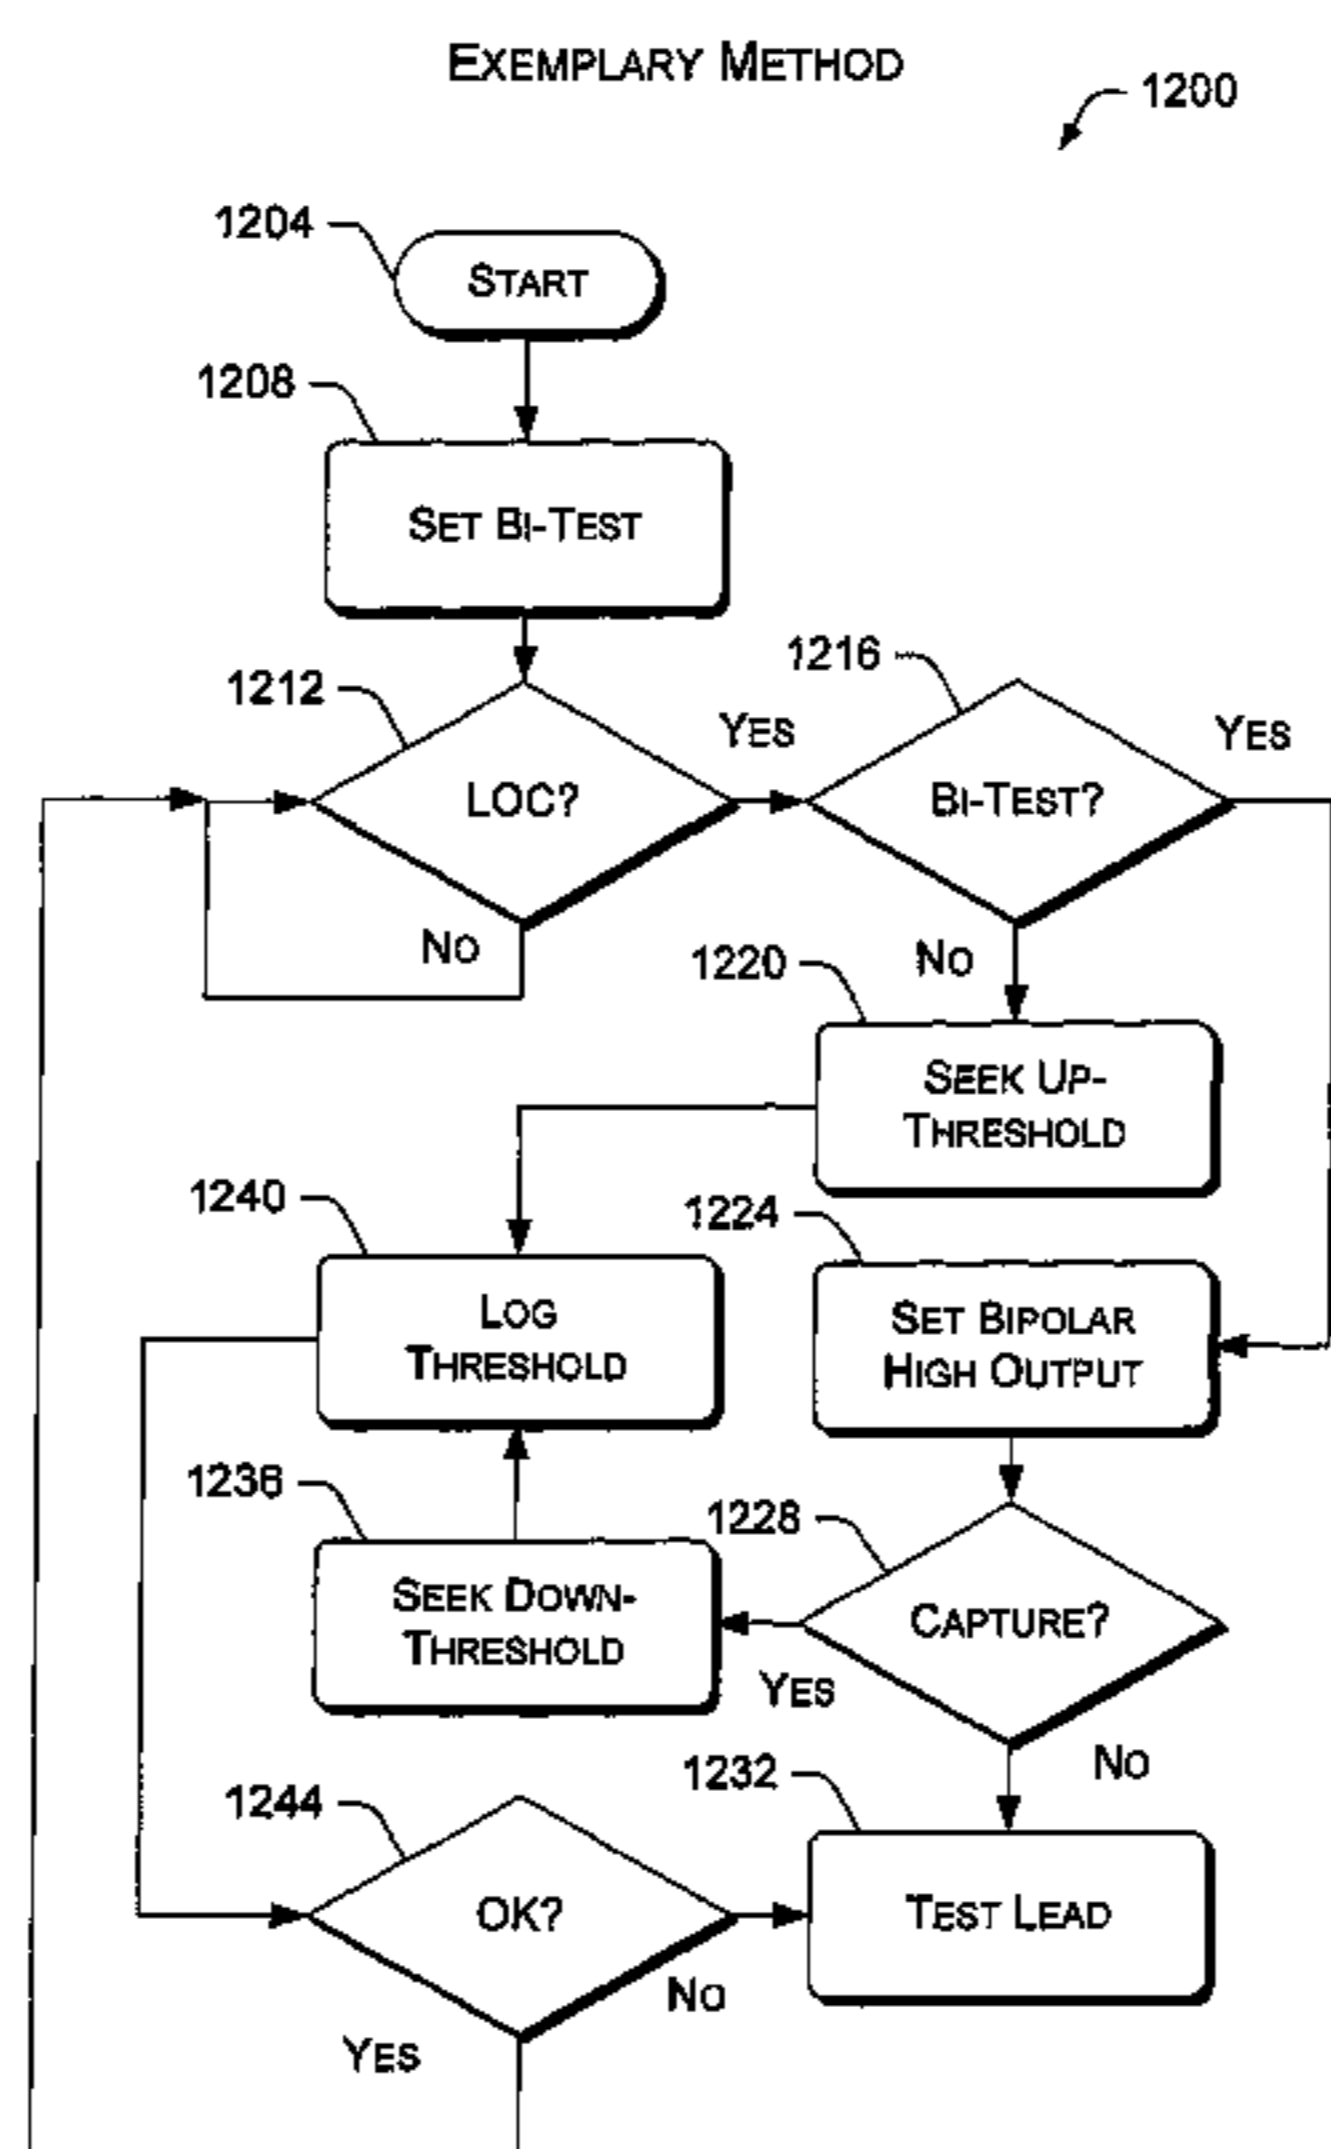 EXEMPLARY METHOD
1200
1204
START
1208
SET BI-TEST
1212
LOC?
YES
NO
1216
BI-TEST?
YES
NO
1220
SEEK UP-
THRESHOLD
1240
LOG
THRESHOLD
1224
SET BIPOLAR
HIGH OUTPUT
1236
SEEK DOWN-
THRESHOLD
1228
CAPTURE?
YES
NO
1244
OK?
NO
YES
1232
TEST LEAD